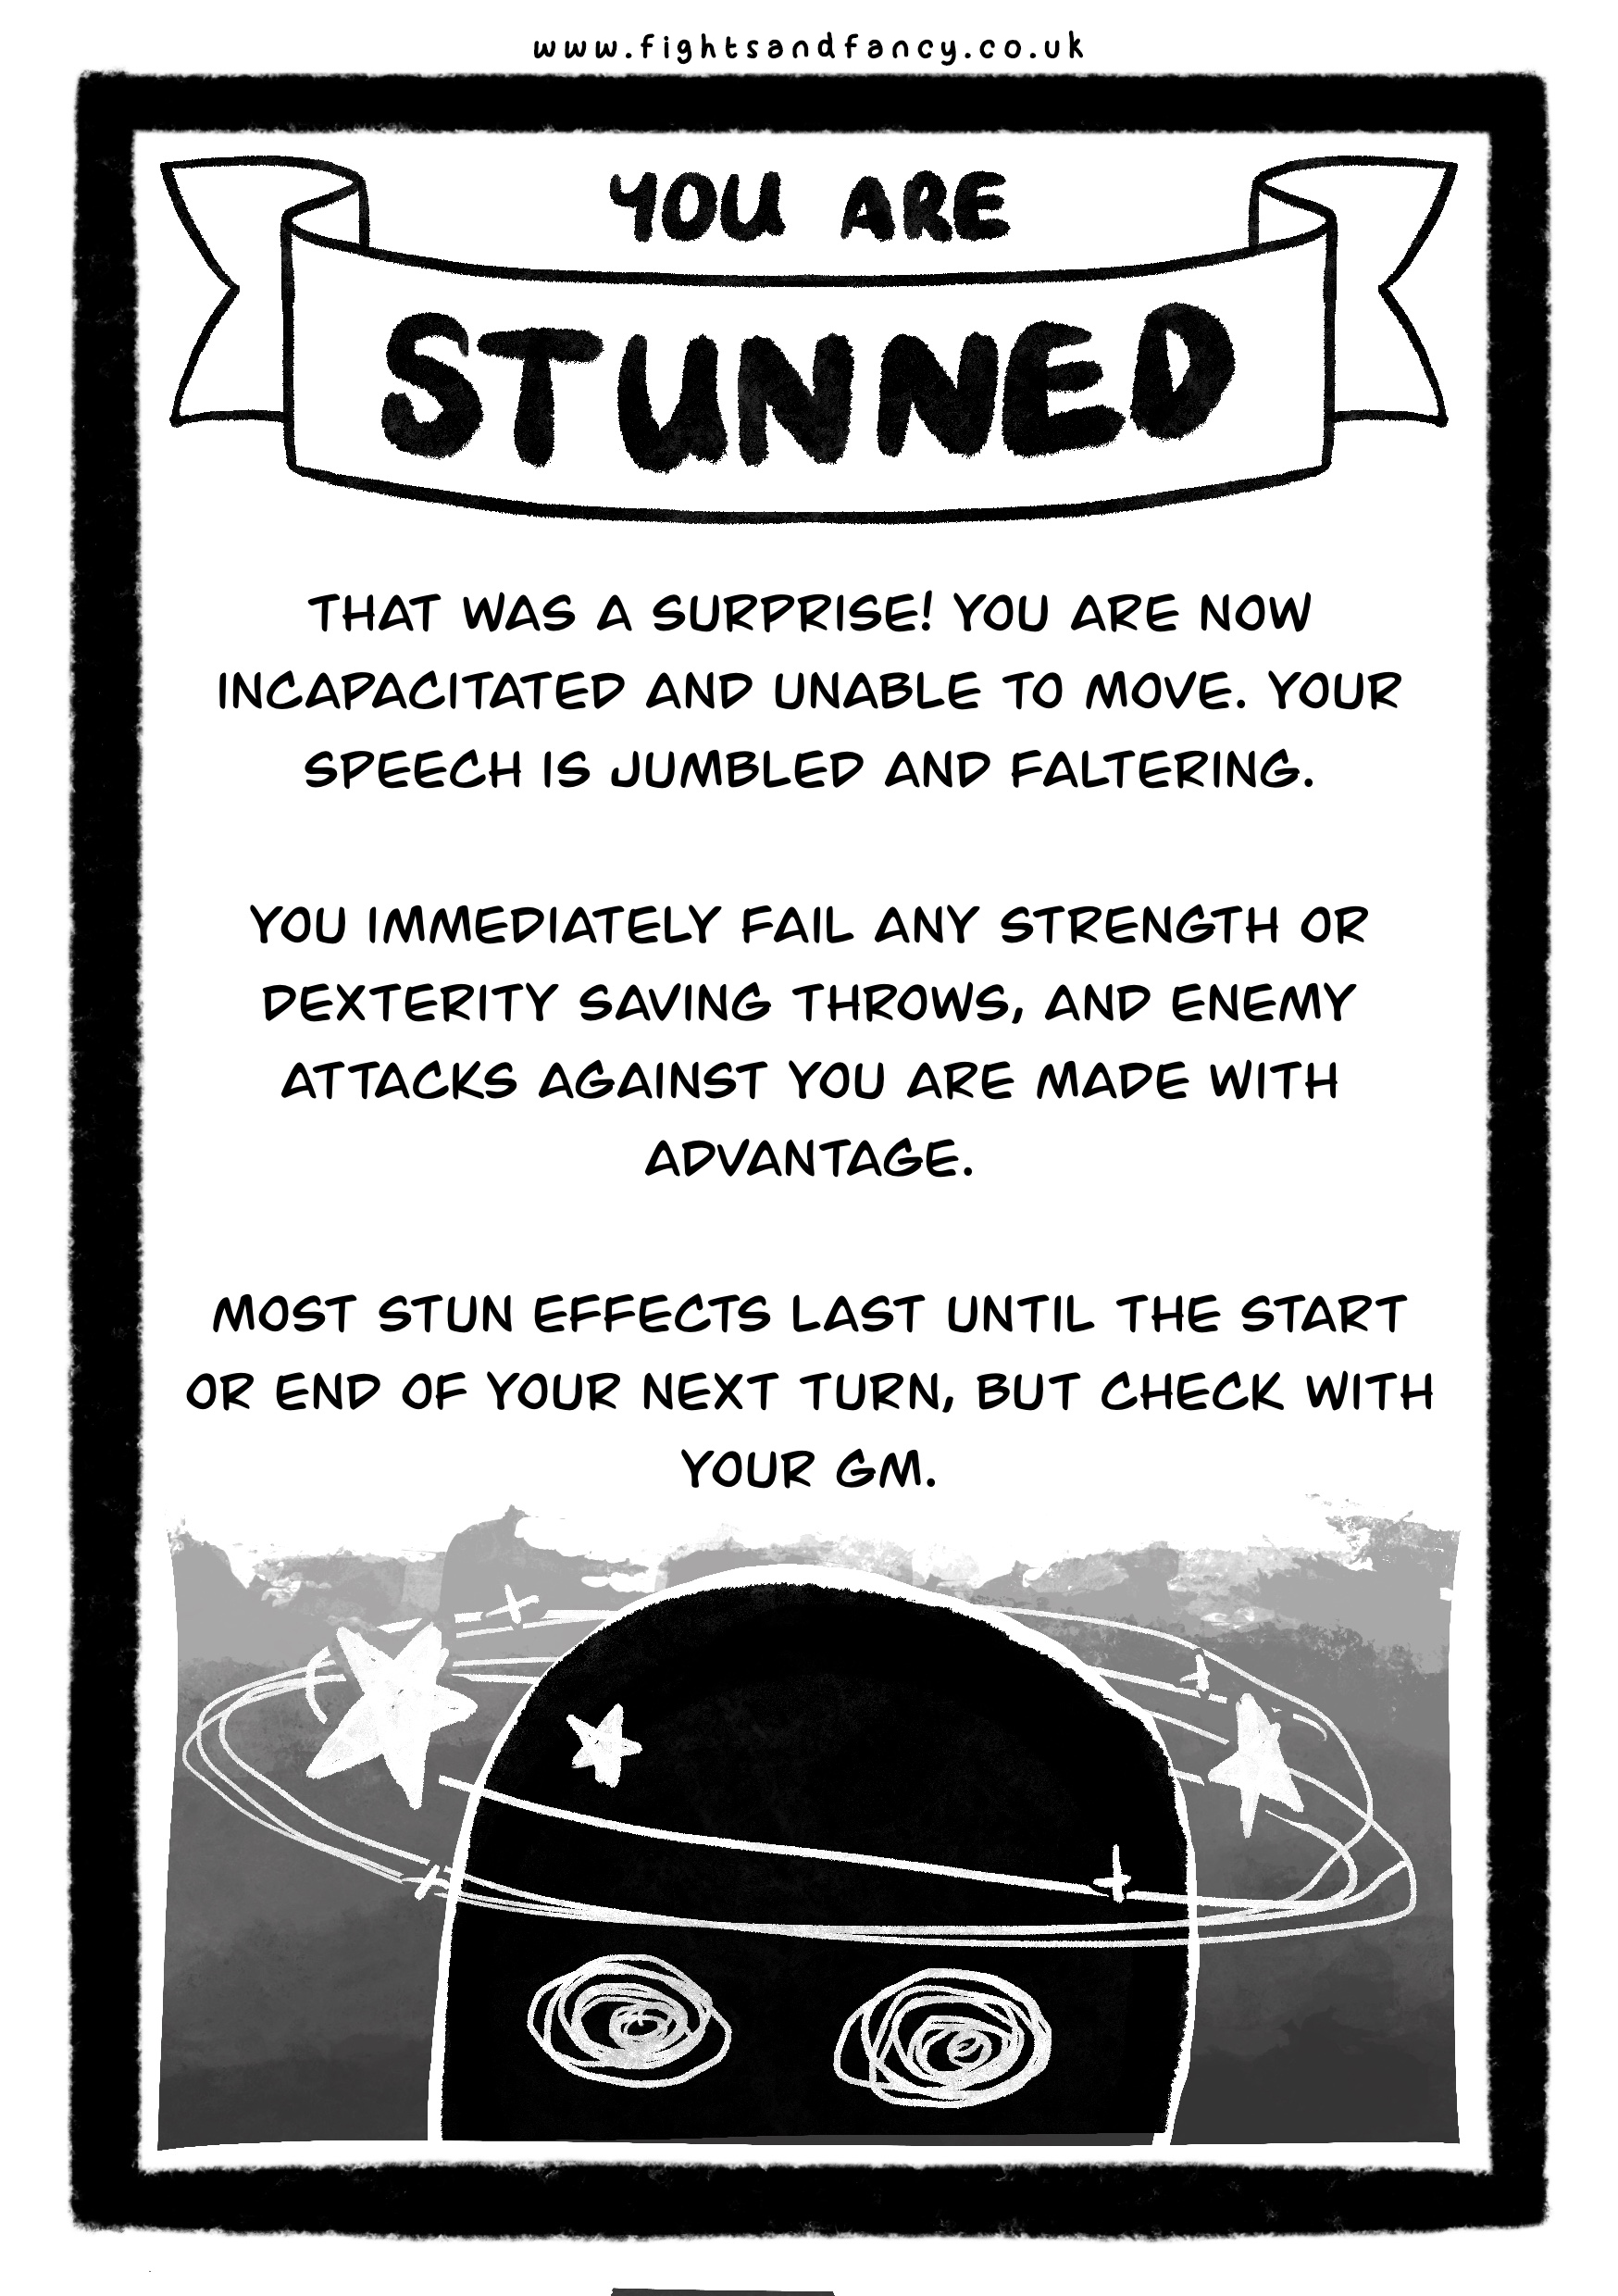 www.fightsandfancy.co.uk
YOU ARE
STUNNED
THAT WAS A SURPRISE! YOU ARE NOW
INCAPACITATED AND UNABLE TO MOVE. YOUR
SPEECH IS JUMBLED AND FALTERING.
YOU IMMEDIATELY FAIL ANY STRENGTH OR
DEXTERITY SAVING THROWS, AND ENEMY
ATTACKS AGAINST YOU ARE MADE WITH
ADVANTAGE.
MOST STUN EFFECTS LAST UNTIL THE START
OR END OF YOUR NEXT TURN, BUT CHECK WITH
YOUR GM.